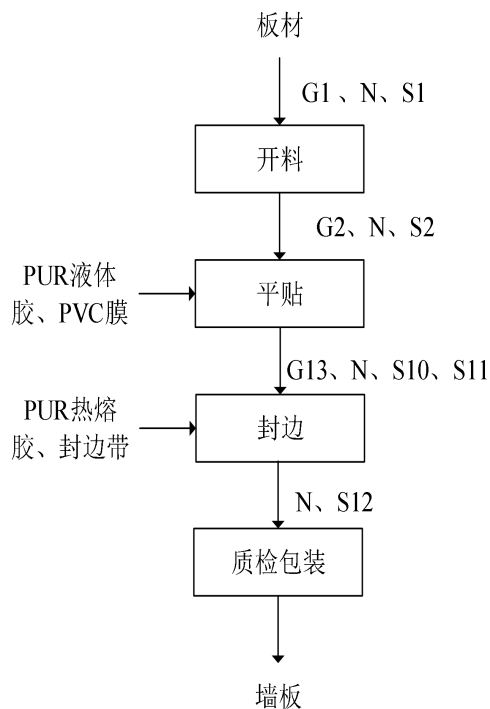 板材
G1、N、S1
开料
G2、N、S2
PUR液体
胶、PVC膜
平贴
G13、N、S10、S11
PUR热熔
胶、封边带
封边
N、S12
质检包装
墙板